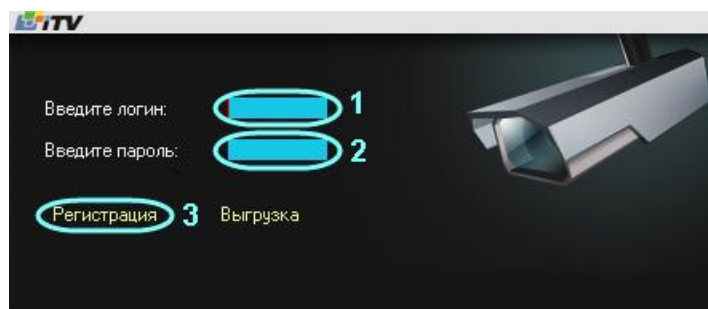 iTV
Введите логин: 1
Введите пароль: 2
Регистрация 3 Выгрузка